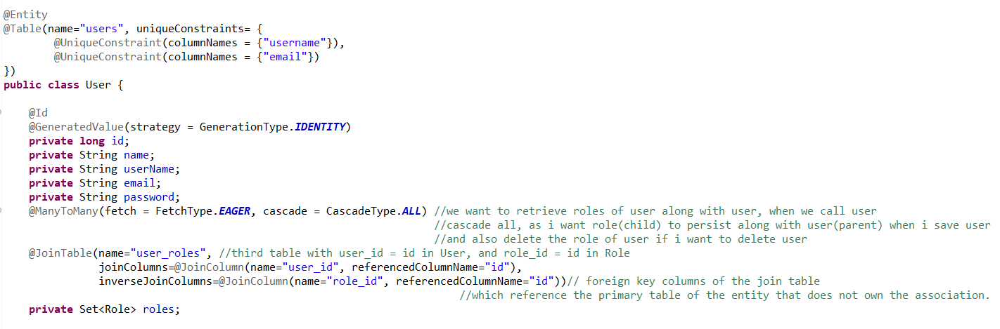 @Entity
@Table(name="users", uniqueConstraints= {
@UniqueConstraint(columnNames = {"username"}),
@UniqueConstraint(columnNames = {"email"})
})
public class User {
@Id
@GeneratedValue(strategy = GenerationType.IDENTITY)
private long id;
private String name;
private String userName;
private String email;
private String password;
@ManyToMany(fetch = FetchType.EAGER, cascade = CascadeType.ALL) //we want to retrieve roles of user along with user, when we call user
//cascade all, as i want role(child) to persist along with user(parent) when i save user
//and also delete the role of user if i want to delete user
@JoinTable(name="user_roles", //third table with user_id = id in User, and role_id = id in Role
joinColumns=@JoinColumn(name="user_id", referencedColumnName="id"),
inverseJoinColumns=@JoinColumn(name="role_id", referencedColumnName="id"))// foreign key columns of the join table
//which reference the primary table of the entity that does not own the association.
private Set<Role> roles;